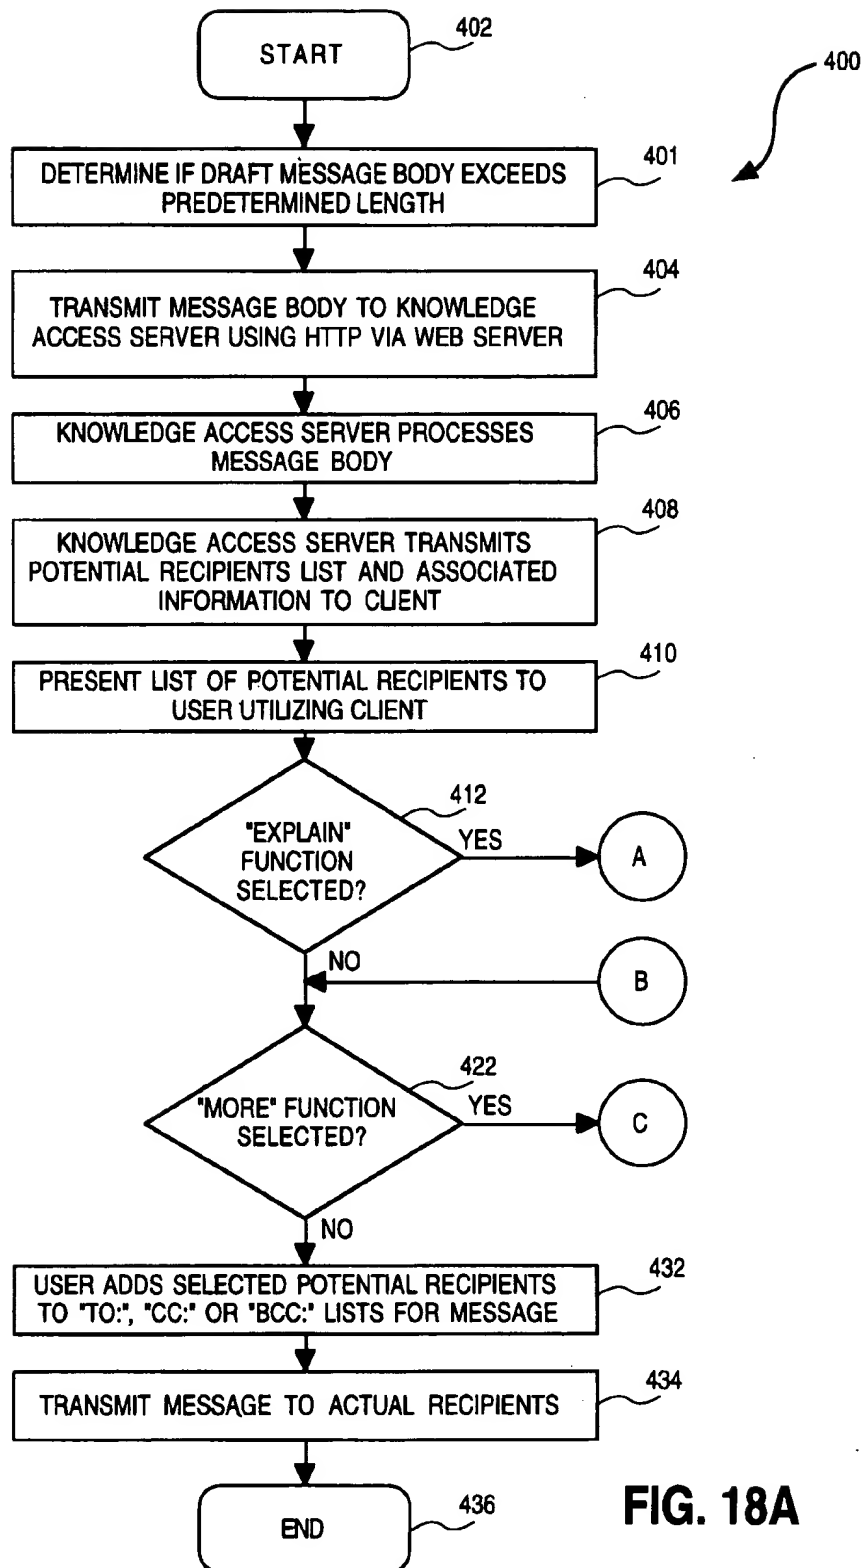 START
402
400
DETERMINE IF DRAFT MESSAGE BODY EXCEEDS
PREDETERMINED LENGTH
401
TRANSMIT MESSAGE BODY TO KNOWLEDGE
ACCESS SERVER USING HTTP VIA WEB SERVER
404
KNOWLEDGE ACCESS SERVER PROCESSES
MESSAGE BODY
406
KNOWLEDGE ACCESS SERVER TRANSMITS
POTENTIAL RECIPIENTS LIST AND ASSOCIATED
INFORMATION TO CLIENT
408
PRESENT LIST OF POTENTIAL RECIPIENTS TO
USER UTILIZING CLIENT
410
"EXPLAIN"
FUNCTION
SELECTED?
412
YES
A
NO
B
"MORE" FUNCTION
SELECTED?
422
YES
C
NO
USER ADDS SELECTED POTENTIAL RECIPIENTS
TO "TO:", "CC:" OR "BCC:" LISTS FOR MESSAGE
432
TRANSMIT MESSAGE TO ACTUAL RECIPIENTS
434
END
436
FIG. 18A